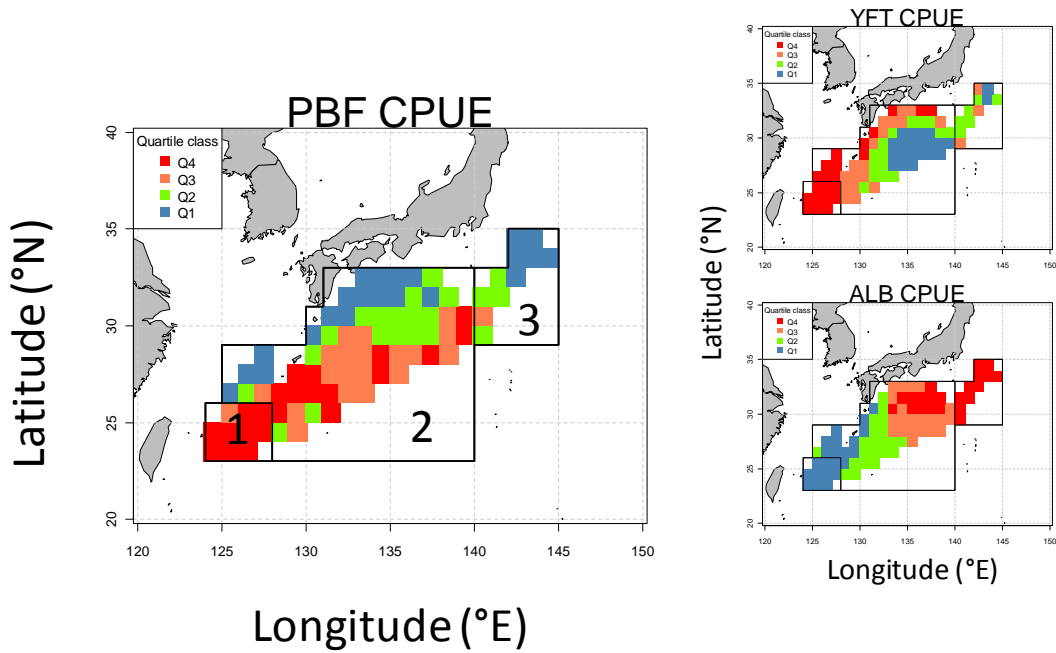 PBF CPUE
Quartile class
Q4
Q3
Q2
Q1
40
35
30
25
20
120
125
130
135
140
145
150
1
2
3
Latitude (°N)
Longitude (°E)
YFT CPUE
Quartile class
Q4
Q3
Q2
Q1
40
35
30
25
20
120
125
130
135
140
145
150
ALB CPUE
Quartile class
Q4
Q3
Q2
Q1
40
35
30
25
20
120
125
130
135
140
145
150
Latitude (°N)
Longitude (°E)